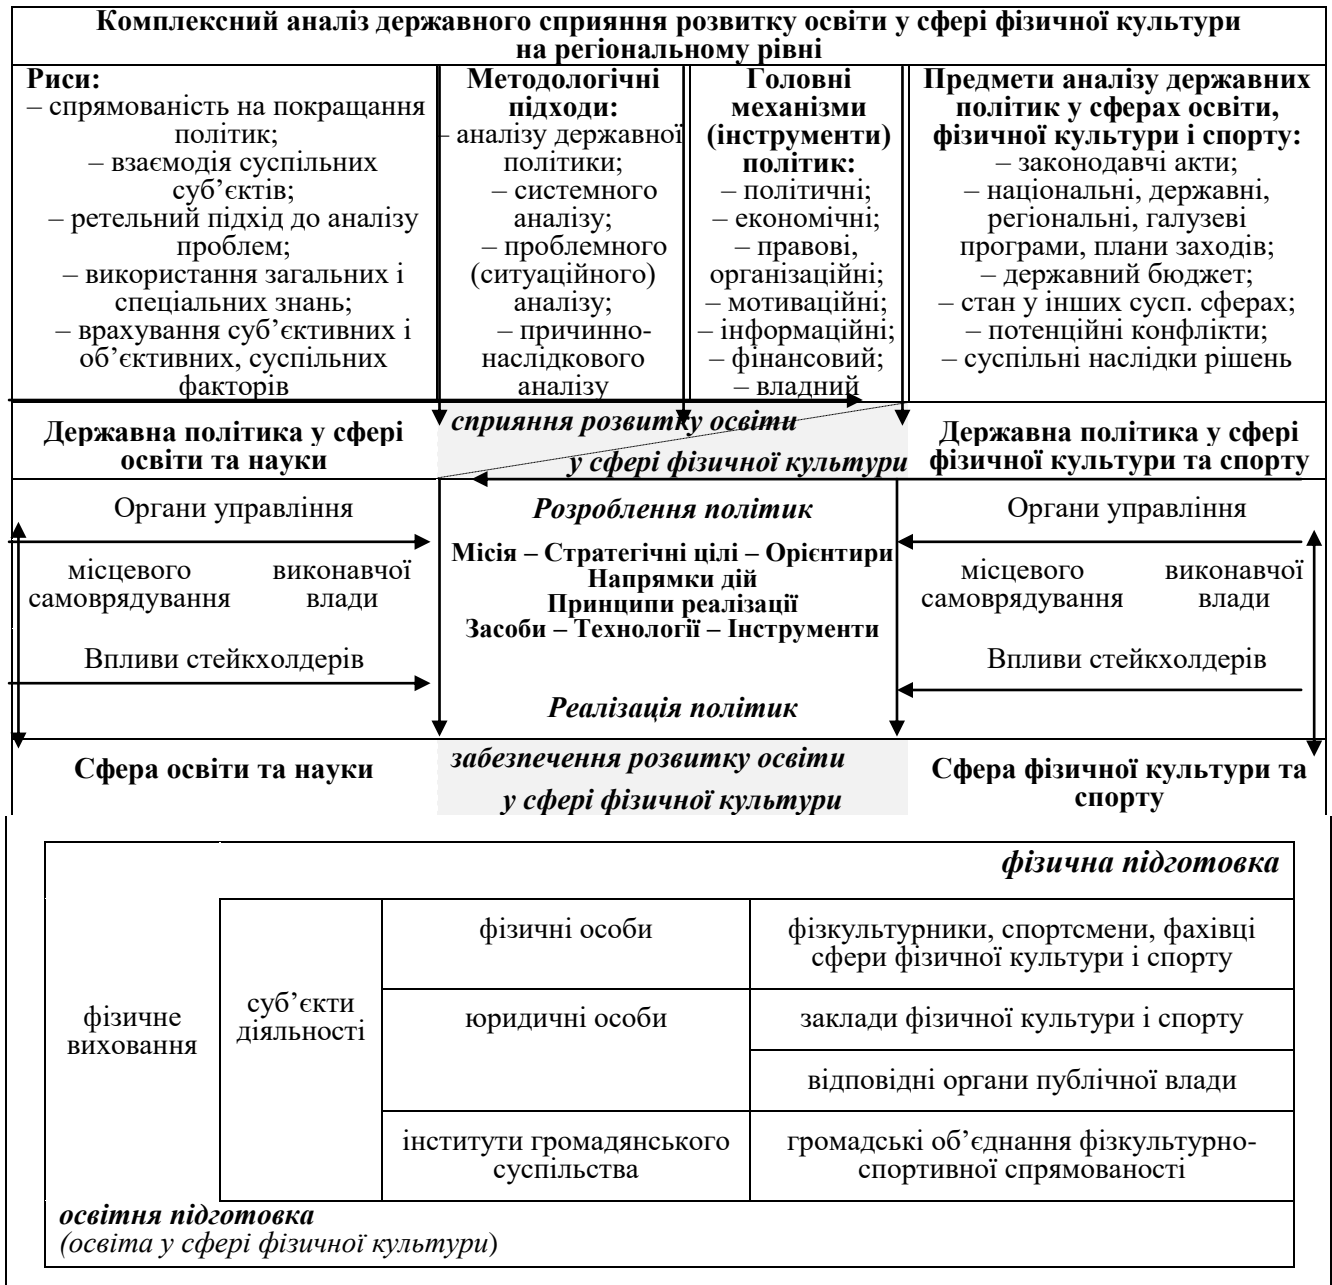 Комплексний аналіз державного сприяння розвитку освіти у сфері фізичної культури
на регіональному рівні
Риси:
– спрямованість на покращання
політик;
– взаємодія суспільних
суб’єктів;
– ретельний підхід до аналізу
проблем;
– використання загальних і
спеціальних знань;
– врахування суб’єктивних і
об’єктивних, суспільних
факторів
Методологічні
підходи:
– аналізу державної
політики;
– системного
аналізу;
– проблемного
(ситуаційного)
аналізу;
– причинно-
наслідкового
аналізу
Головні
механізми
(інструменти)
політик:
– політичні;
– економічні;
– правові,
організаційні;
– мотиваційні;
– інформаційні;
– фінансовий;
– владний
Предмети аналізу державних
політик у сферах освіти,
фізичної культури і спорту:
– законодавчі акти;
– національні, державні,
регіональні, галузеві
програми, плани заходів;
– державний бюджет;
– стан у інших сусп. сферах;
– потенційні конфлікти;
– суспільні наслідки рішень
Державна політика у сфері
освіти та науки
сприяння розвитку освіти
у сфері фізичної культури
Державна політика у сфері
фізичної культури та спорту
Органи управління
місцевого виконавчої
самоврядування влади
Впливи стейкхолдерів
Розроблення політик
Місія – Стратегічні цілі – Орієнтири
Напрямки дій
Принципи реалізації
Засоби – Технології – Інструменти
Реалізація політик
Органи управління
місцевого виконавчої
самоврядування влади
Впливи стейкхолдерів
Сфера освіти та науки
забезпечення розвитку освіти
у сфері фізичної культури
Сфера фізичної культури та
спорту
фізична підготовка
фізичне
виховання
суб’єкти
діяльності
фізичні особи
фізкультурники, спортсмени, фахівці
сфери фізичної культури і спорту
юридичні особи
заклади фізичної культури і спорту
відповідні органи публічної влади
інститути громадянського
суспільства
громадські об’єднання фізкультурно-
спортивної спрямованості
освітня підготовка
(освіта у сфері фізичної культури)